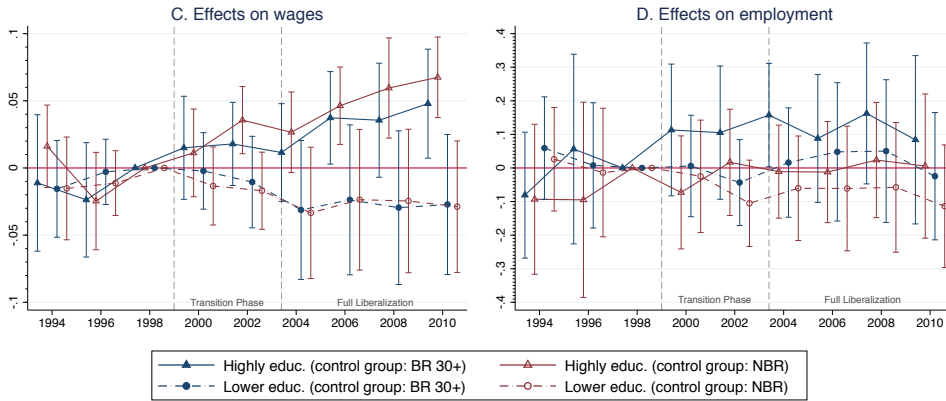 C. Effects on wages
D. Effects on employment
.1
.05
0
-.05
-.1
Transition Phase
Full Liberalization
1994 1996 1998 2000 2002 2004 2006 2008 2010
.4
.3
.2
.1
0
.1
.2
.3
.4
Transition Phase
Full Liberalization
1994 1996 1998 2000 2002 2004 2006 2008 2010
Highly educ. (control group: BR 30+)
Highly educ. (control group: NBR)
Lower educ. (control group: BR 30+)
Lower educ. (control group: NBR)